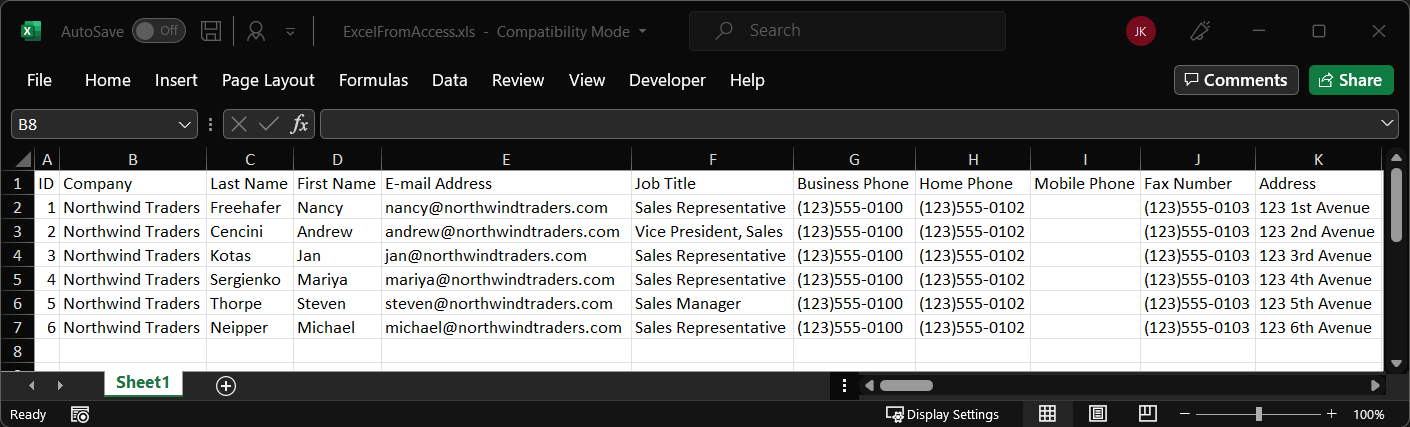 AutoSave Off ExcelFromAccess.xls - Compatibility Mode Search JK
File Home Insert Page Layout Formulas Data Review View Developer Help Comments Share
B8 fx
A B C D E F G H I J K
1 ID Company Last Name First Name E-mail Address Job Title Business Phone Home Phone Mobile Phone Fax Number Address
2 1 Northwind Traders Freehafer Nancy nancy@northwindtraders.com Sales Representative (123)555-0100 (123)555-0102 (123)555-0103 123 1st Avenue
3 2 Northwind Traders Cencini Andrew andrew@northwindtraders.com Vice President, Sales (123)555-0100 (123)555-0102 (123)555-0103 123 2nd Avenue
4 3 Northwind Traders Kotas Jan jan@northwindtraders.com Sales Representative (123)555-0100 (123)555-0102 (123)555-0103 123 3rd Avenue
5 4 Northwind Traders Sergienko Mariya mariya@northwindtraders.com Sales Representative (123)555-0100 (123)555-0102 (123)555-0103 123 4th Avenue
6 5 Northwind Traders Thorpe Steven steven@northwindtraders.com Sales Manager (123)555-0100 (123)555-0102 (123)555-0103 123 5th Avenue
7 6 Northwind Traders Neipper Michael michael@northwindtraders.com Sales Representative (123)555-0100 (123)555-0102 (123)555-0103 123 6th Avenue
8
Sheet1
Ready Display Settings 100%